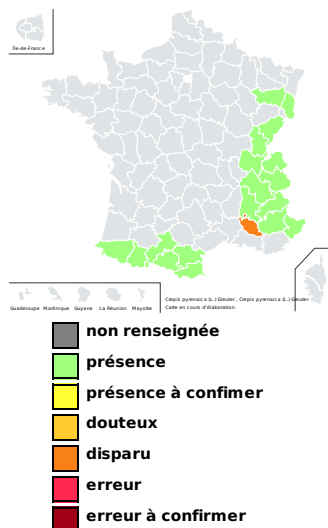 Île-de-France
Guadeloupe Martinique Guyane La Réunion Mayotte
Crepis pyrenaica (L.) Greuter , Crepis pyrenaica (L.) Greuter
Carte en cours d'élaboration.
non renseignée
présence
présence à confimer
douteux
disparu
erreur
erreur à confirmer